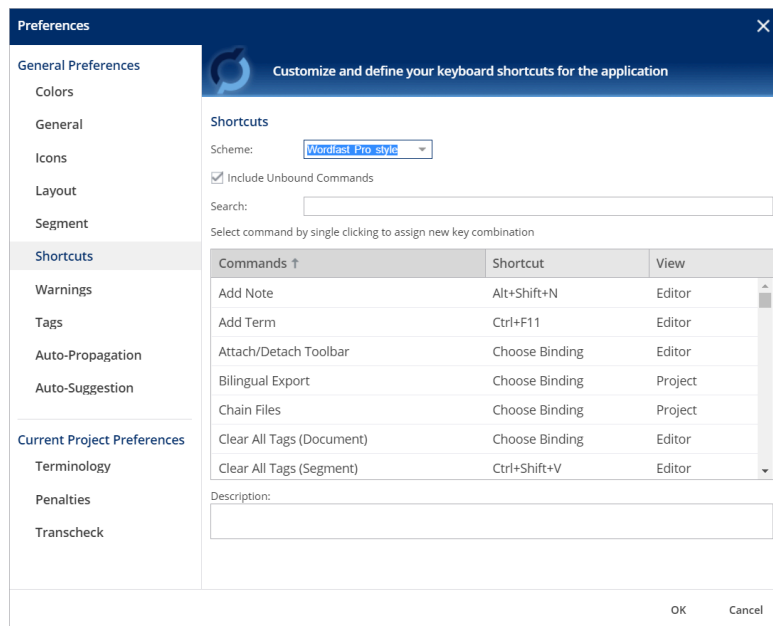 Preferences
General Preferences
Colors
General
Icons
Layout
Segment
Shortcuts
Warnings
Tags
Auto-Propagation
Auto-Suggestion
Current Project Preferences
Terminology
Penalties
Transcheck
Customize and define your keyboard shortcuts for the application
Shortcuts
Scheme: Wordfast Pro style
Include Unbound Commands
Search:
Select command by single clicking to assign new key combination
Commands ↑ Shortcut View
Add Note Alt+Shift+N Editor
Add Term Ctrl+F11 Editor
Attach/Detach Toolbar Choose Binding Editor
Bilingual Export Choose Binding Project
Chain Files Choose Binding Project
Clear All Tags (Document) Choose Binding Editor
Clear All Tags (Segment) Ctrl+Shift+V Editor
Description:
OK Cancel